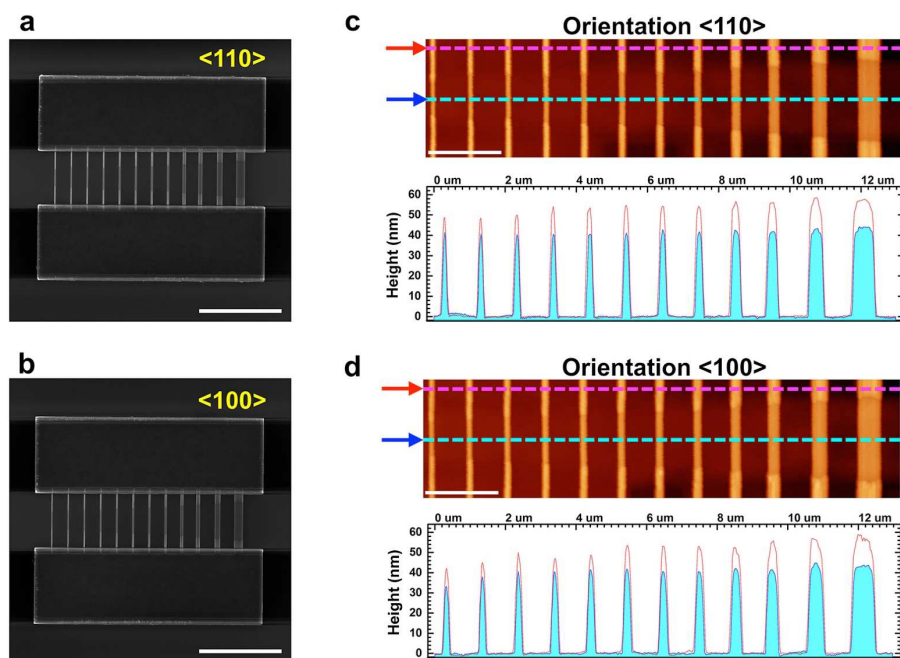 a
<110>
b
<100>
c
Orientation <110>
0 um 2 um 4 um 6 um 8 um 10 um 12 um
60
50
40
30
20
10
0
Height (nm)
d
Orientation <100>
0 um 2 um 4 um 6 um 8 um 10 um 12 um
60
50
40
30
20
10
0
Height (nm)